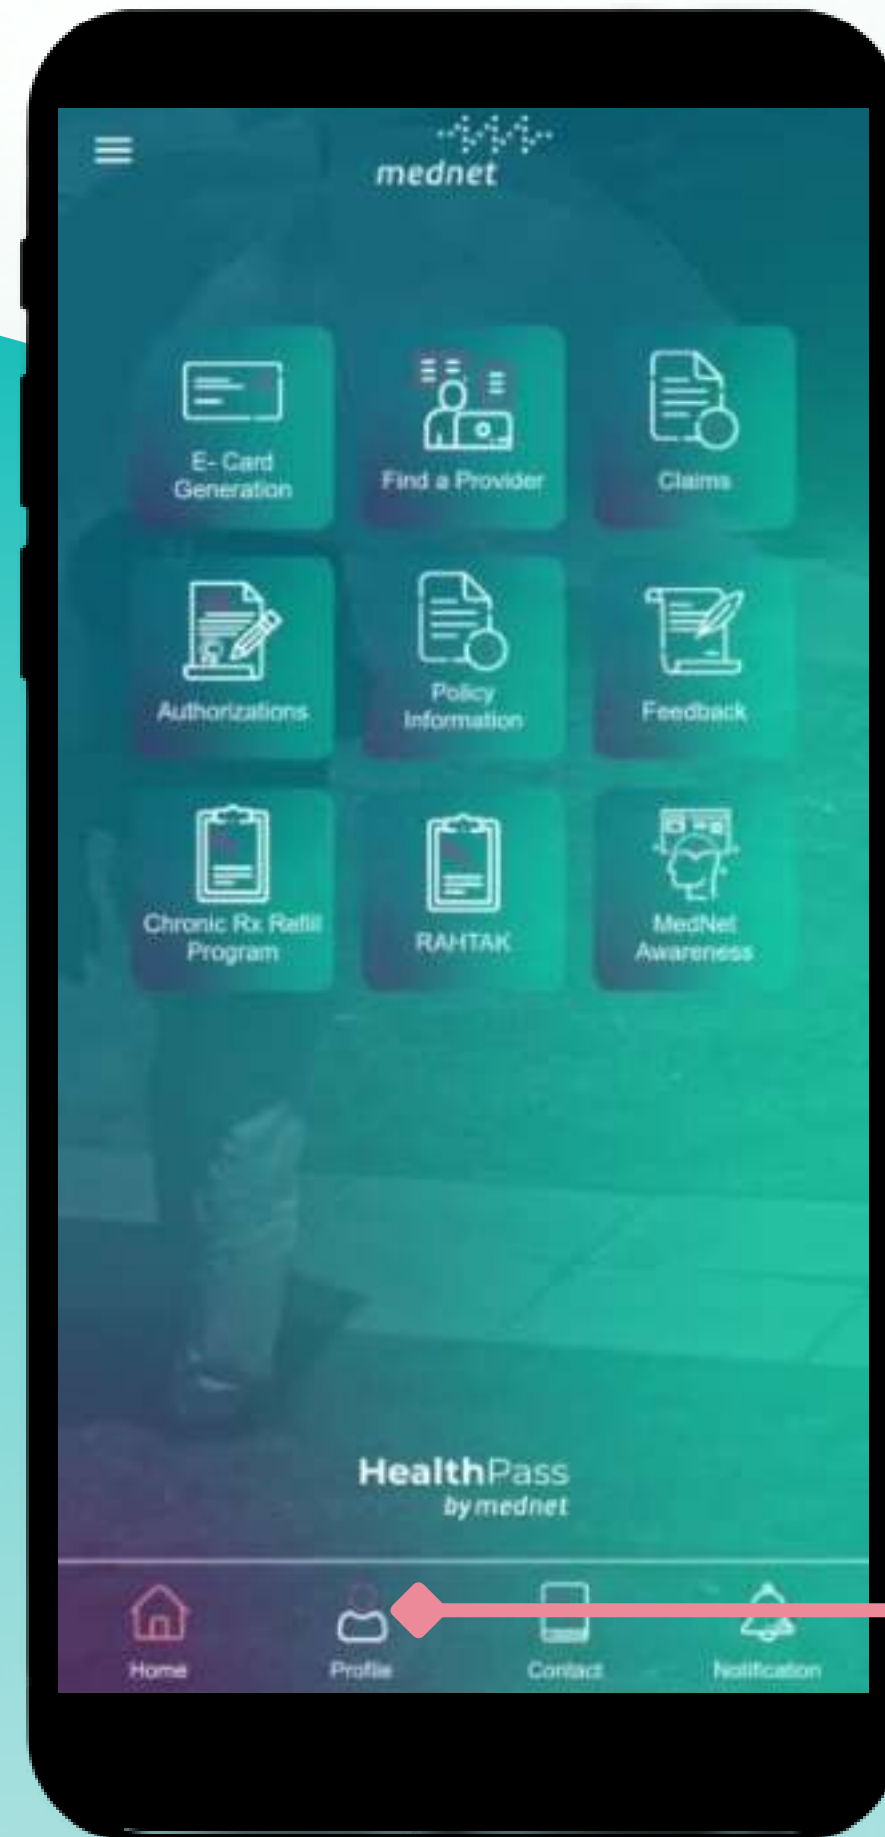 mednet
E- Card
Generation
Find a Provider
Claims
Authorizations
Policy
Information
Feedback
Chronic Rx Refill
Program
RAHTAK
MedNet
Awareness
HealthPass
by mednet
Home
Profile
Contact
Notification